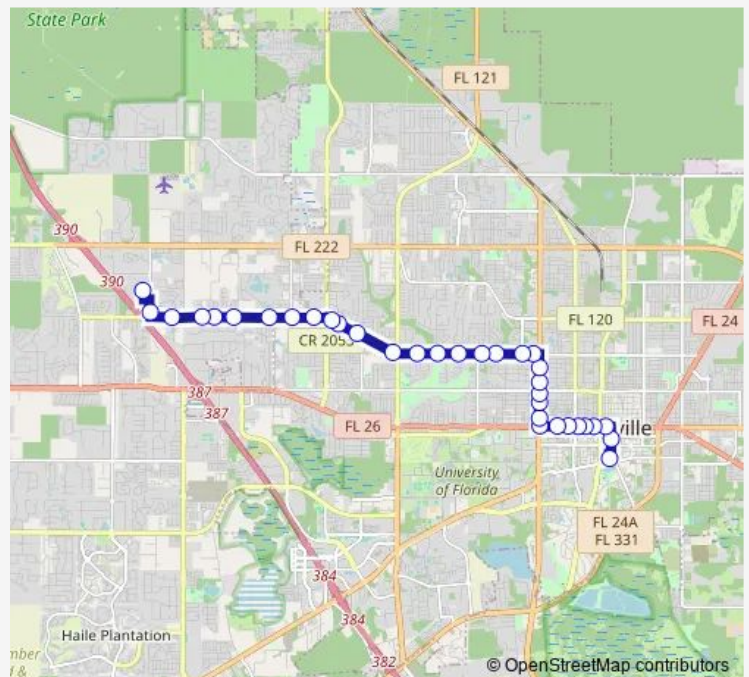 State Park
FL 121
390
FL 222
390
FL 120
FL 24
CR 2053
387
387
FL 26
ville
University
of Florida
FL 24A
FL 331
384
Haile Plantation
384
mber
d &
382
© OpenStreetMap contributors